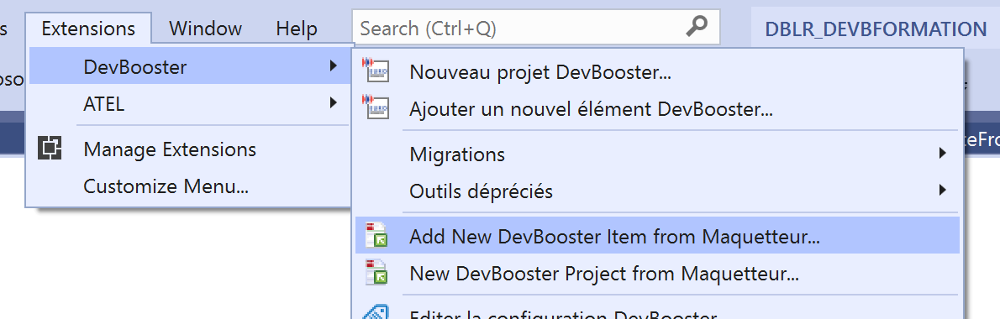 Extensions Window Help Search (Ctrl+Q) DBLR_DEVBFORMATION
DevBooster
Nouveau projet DevBooster...
ATEL
Ajouter un nouvel élément DevBooster...
Manage Extensions
Migrations
Customize Menu...
Outils dépréciés
Add New DevBooster Item from Maquetteur...
New DevBooster Project from Maquetteur...
Editer la configuration DevBooster